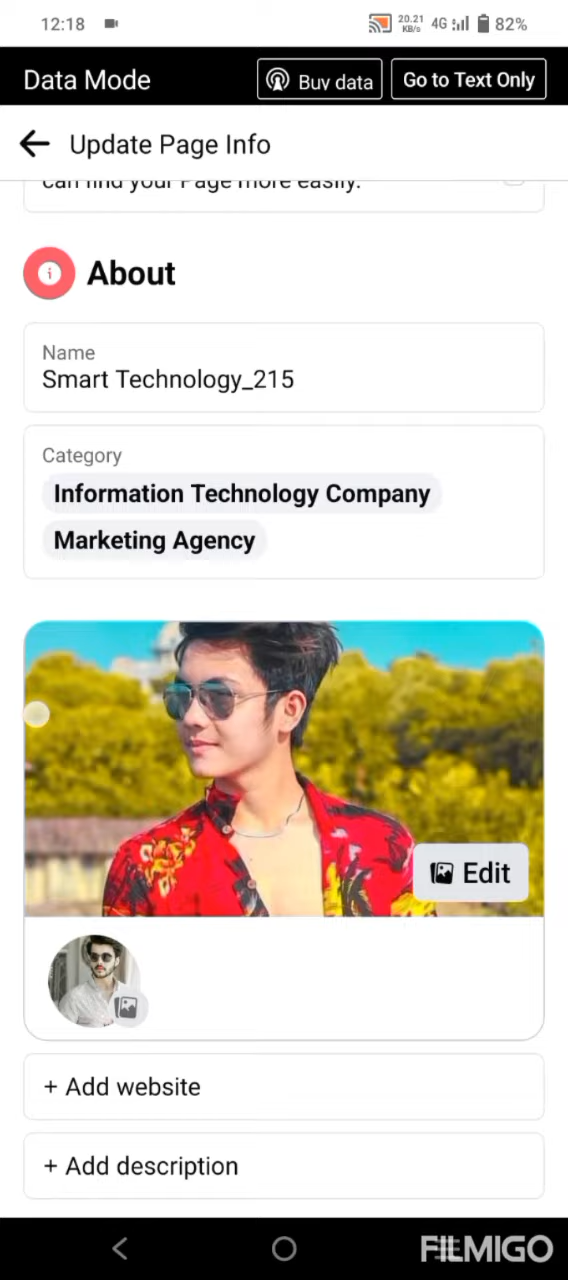 12:18
20.21
KB/s
4G
82%
Data Mode
Buy data
Go to Text Only
Update Page Info
can find your Page more easily.
About
Name
Smart Technology_215
Category
Information Technology Company
Marketing Agency
Edit
+ Add website
+ Add description
FILMIGO